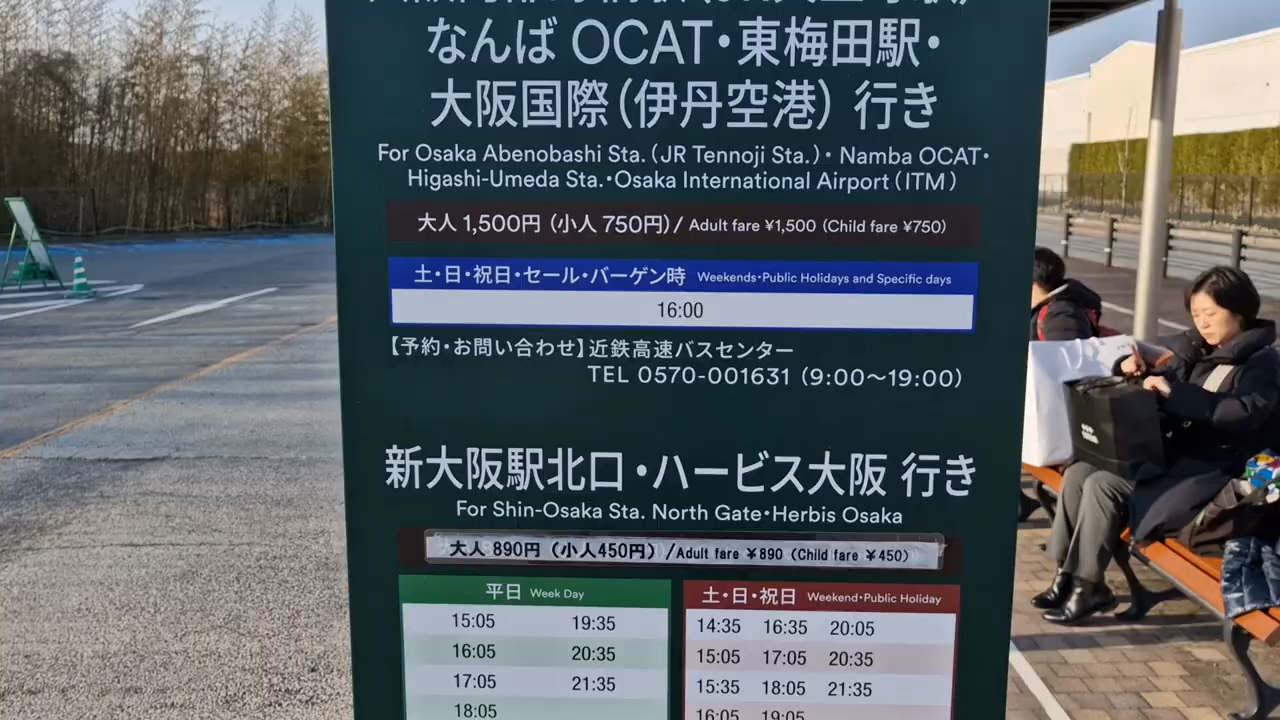 なんば OCAT・東梅田駅・
大阪国際（伊丹空港） 行き
For Osaka Abenobashi Sta.（JR Tennoji Sta.）・ Namba OCAT・
Higashi-Umeda Sta.・Osaka International Airport（ITM）
大人 1,500円 （小人 750円）/ Adult fare ¥1,500 (Child fare ¥750)
土・日・祝日・セール・バーゲン時 Weekends・Public Holidays and Specific days
16:00
【予約・お問い合わせ】近鉄高速バスセンター
TEL 0570-001631 （9:00～19:00）
新大阪駅北口・ハービス大阪 行き
For Shin-Osaka Sta. North Gate・Herbis Osaka
大人 890円 （小人450円） /Adult fare ￥890 (Child fare ￥450)
平日 Week Day
15:05 19:35
16:05 20:35
17:05 21:35
18:05
土・日・祝日 Weekend・Public Holiday
14:35 16:35 20:05
15:05 17:05 20:35
15:35 18:05 21:35
16:05 19:05